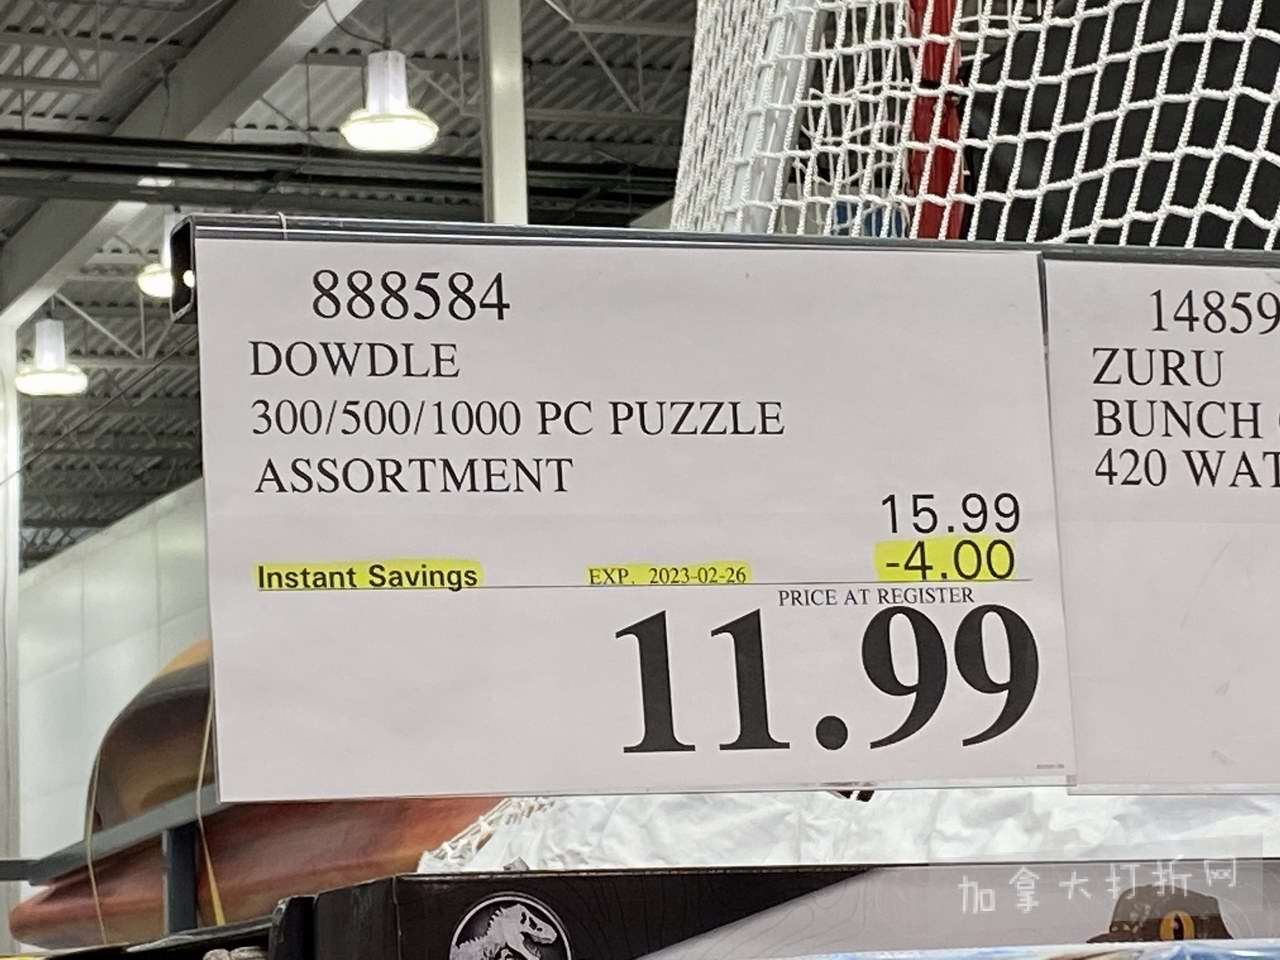 888584
DOWDLE
300/500/1000 PC PUZZLE
ASSORTMENT
15.99
Instant Savings EXP. 2023-02-26 -4.00
PRICE AT REGISTER
11.99
14859
ZURU
BUNCH
420 WAT
加拿大打折网